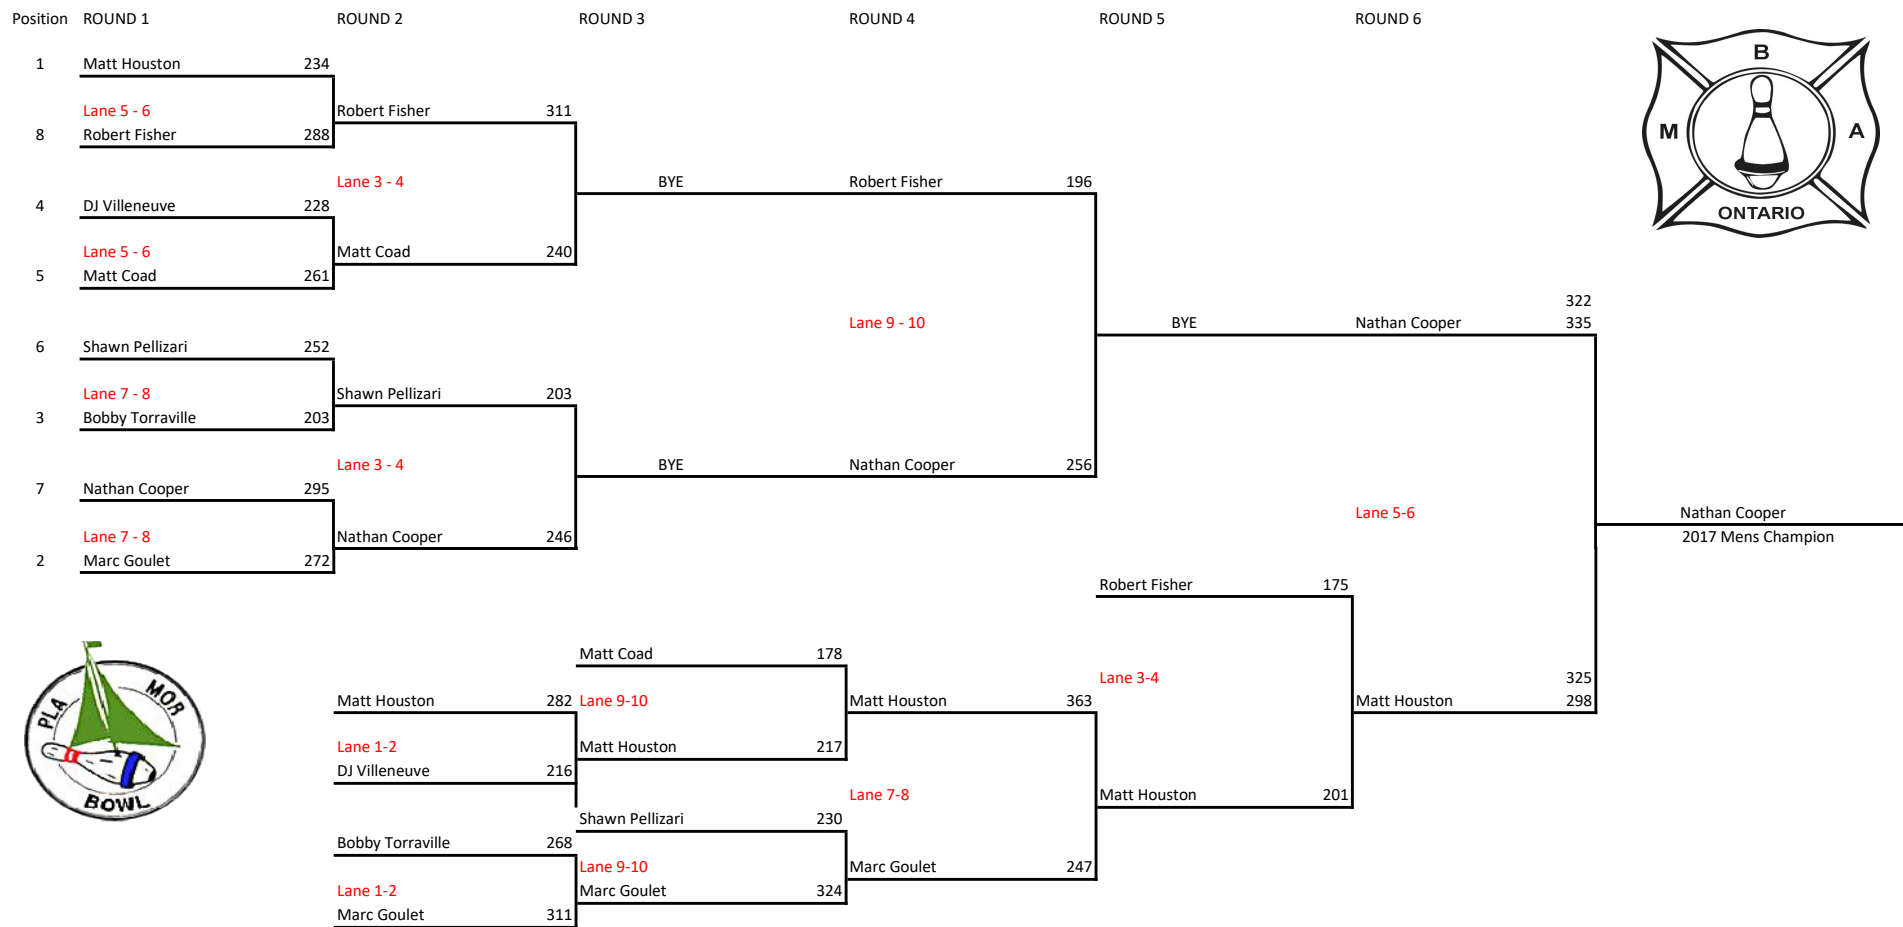 Position ROUND 1 ROUND 2 ROUND 3 ROUND 4 ROUND 5 ROUND 6
B
1 Matt Houston 234
Lane 5 - 6 Robert Fisher 311
M A
8 Robert Fisher 288
Lane 3 - 4 BYE Robert Fisher 196
4 DJ Villeneuve 228
ONTARIO
Lane 5 - 6 Matt Coad 240
5 Matt Coad 261
322
Lane 9 - 10 BYE Nathan Cooper 335
6 Shawn Pellizari 252
Lane 7 - 8 Shawn Pellizari 203
3 Bobby Torraville 203
Lane 3 - 4 BYE Nathan Cooper 256
7 Nathan Cooper 295
Lane 5-6 Nathan Cooper
Lane 7 - 8 Nathan Cooper 246 2017 Mens Champion
2 Marc Goulet 272
Robert Fisher 175
Matt Coad 178
Lane 3-4 325
PLA MOR
Matt Houston 282 Lane 9-10 Matt Houston 363 Matt Houston 298
Lane 1-2 Matt Houston 217
DJ Villeneuve 216
Lane 7-8 Matt Houston 201
BOWL
Shawn Pellizari 230
Bobby Torraville 268
Lane 9-10 Marc Goulet 247
Lane 1-2 Marc Goulet 324
Marc Goulet 311